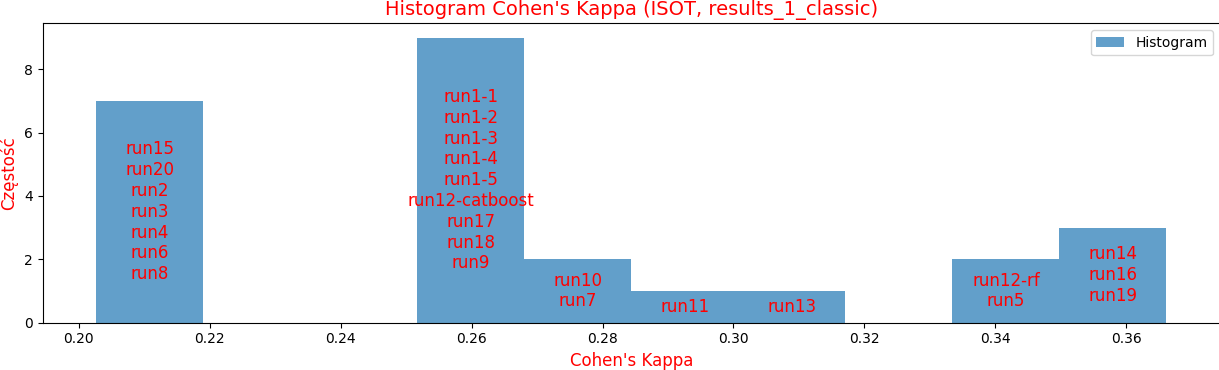 Histogram Cohen's Kappa (ISOT, results_1_classic)
Histogram
Częstość
8
6
4
2
0
run15
run20
run2
run3
run4
run6
run8
run1-1
run1-2
run1-3
run1-4
run1-5
run12-catboost
run17
run18
run9
run10
run7
run11
run13
run12-rf
run5
run14
run16
run19
0.20 0.22 0.24 0.26 0.28 0.30 0.32 0.34 0.36
Cohen's Kappa